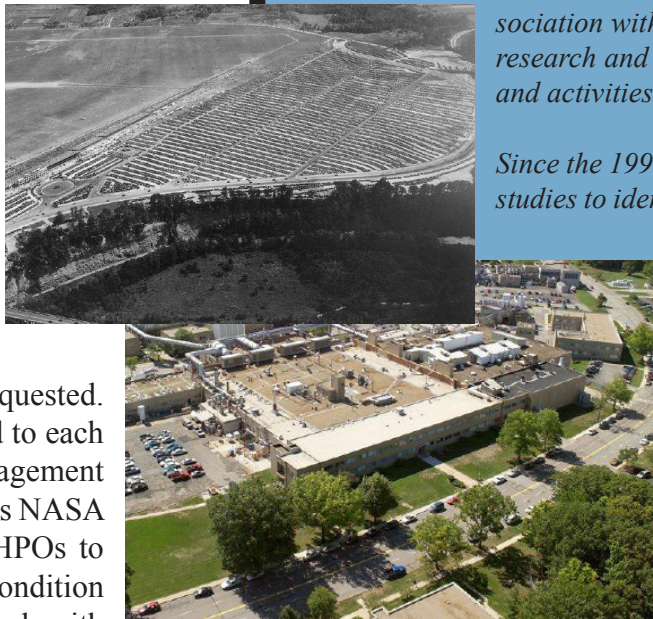 sociation with
research and
and activities
Since the 199
studies to iden
quested.
d to each
agement
s NASA
HPOs to
ondition